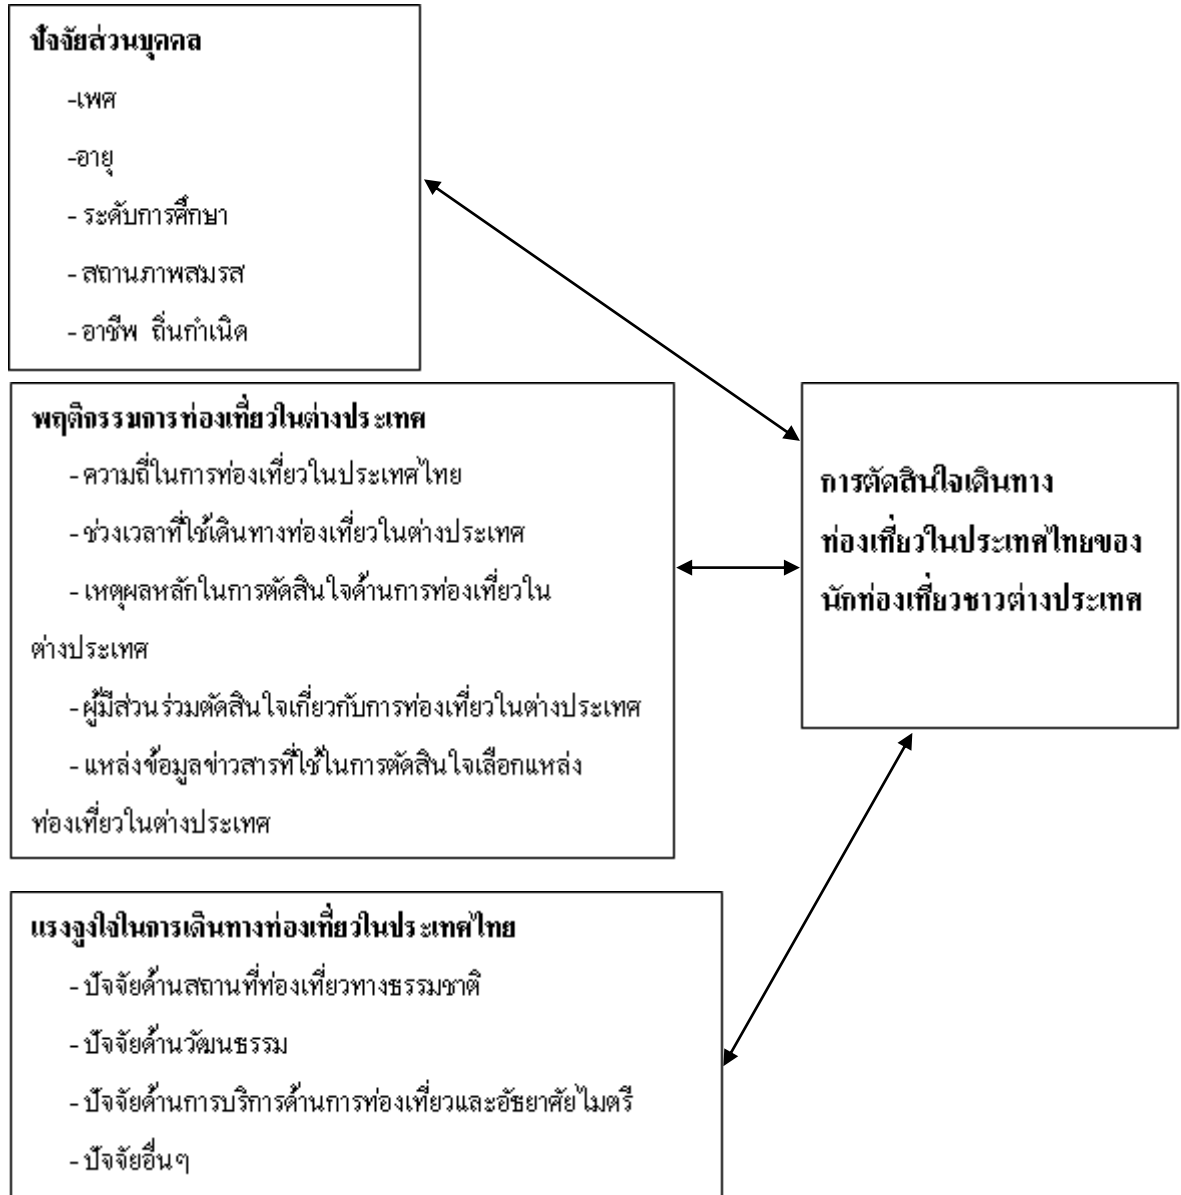 ปัจจัยส่วนบุคคล
-เพศ
-อายุ
- ระดับการศึกษา
- สถานภาพสมรส
- อาชีพ ถิ่นกำเนิด
พฤติกรรมการท่องเที่ยวในต่างประเทศ
- ความถี่ในการท่องเที่ยวในประเทศไทย
- ช่วงเวลาที่ใช้เดินทางท่องเที่ยวในต่างประเทศ
- เหตุผลหลักในการตัดสินใจด้านการท่องเที่ยวใน
ต่างประเทศ
- ผู้มีส่วนร่วมตัดสินใจเกี่ยวกับการท่องเที่ยวในต่างประเทศ
- แหล่งข้อมูลข่าวสารที่ใช้ในการตัดสินใจเลือกแหล่ง
ท่องเที่ยวในต่างประเทศ
การตัดสินใจเดินทาง
ท่องเที่ยวในประเทศไทยของ
นักท่องเที่ยวชาวต่างประเทศ
แรงจูงใจในการเดินทางท่องเที่ยวในประเทศไทย
- ปัจจัยด้านสถานที่ท่องเที่ยวทางธรรมชาติ
- ปัจจัยด้านวัฒนธรรม
- ปัจจัยด้านการบริการด้านการท่องเที่ยวและอัธยาศัยไมตรี
- ปัจจัยอื่นๆ